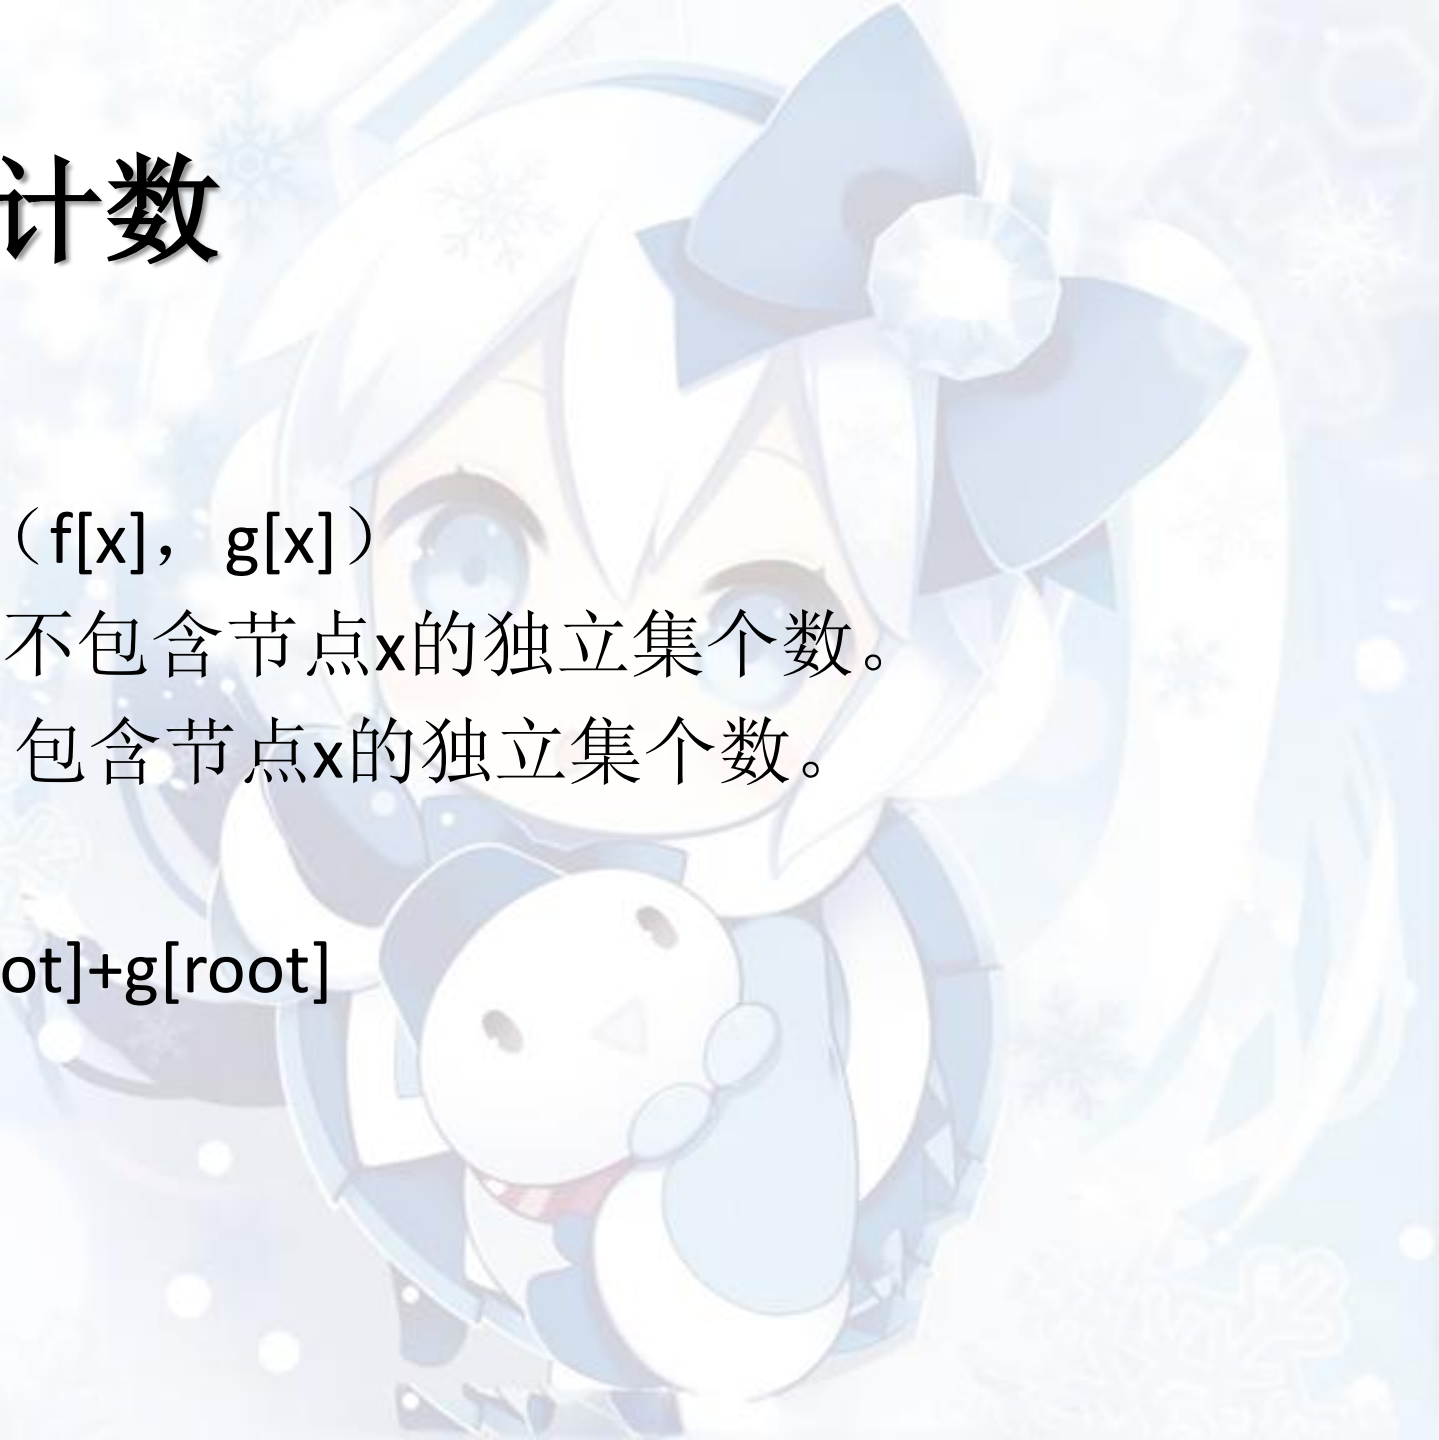 计数
（f[x]，g[x]）
不包含节点x的独立集个数。
包含节点x的独立集个数。
ot]+g[root]